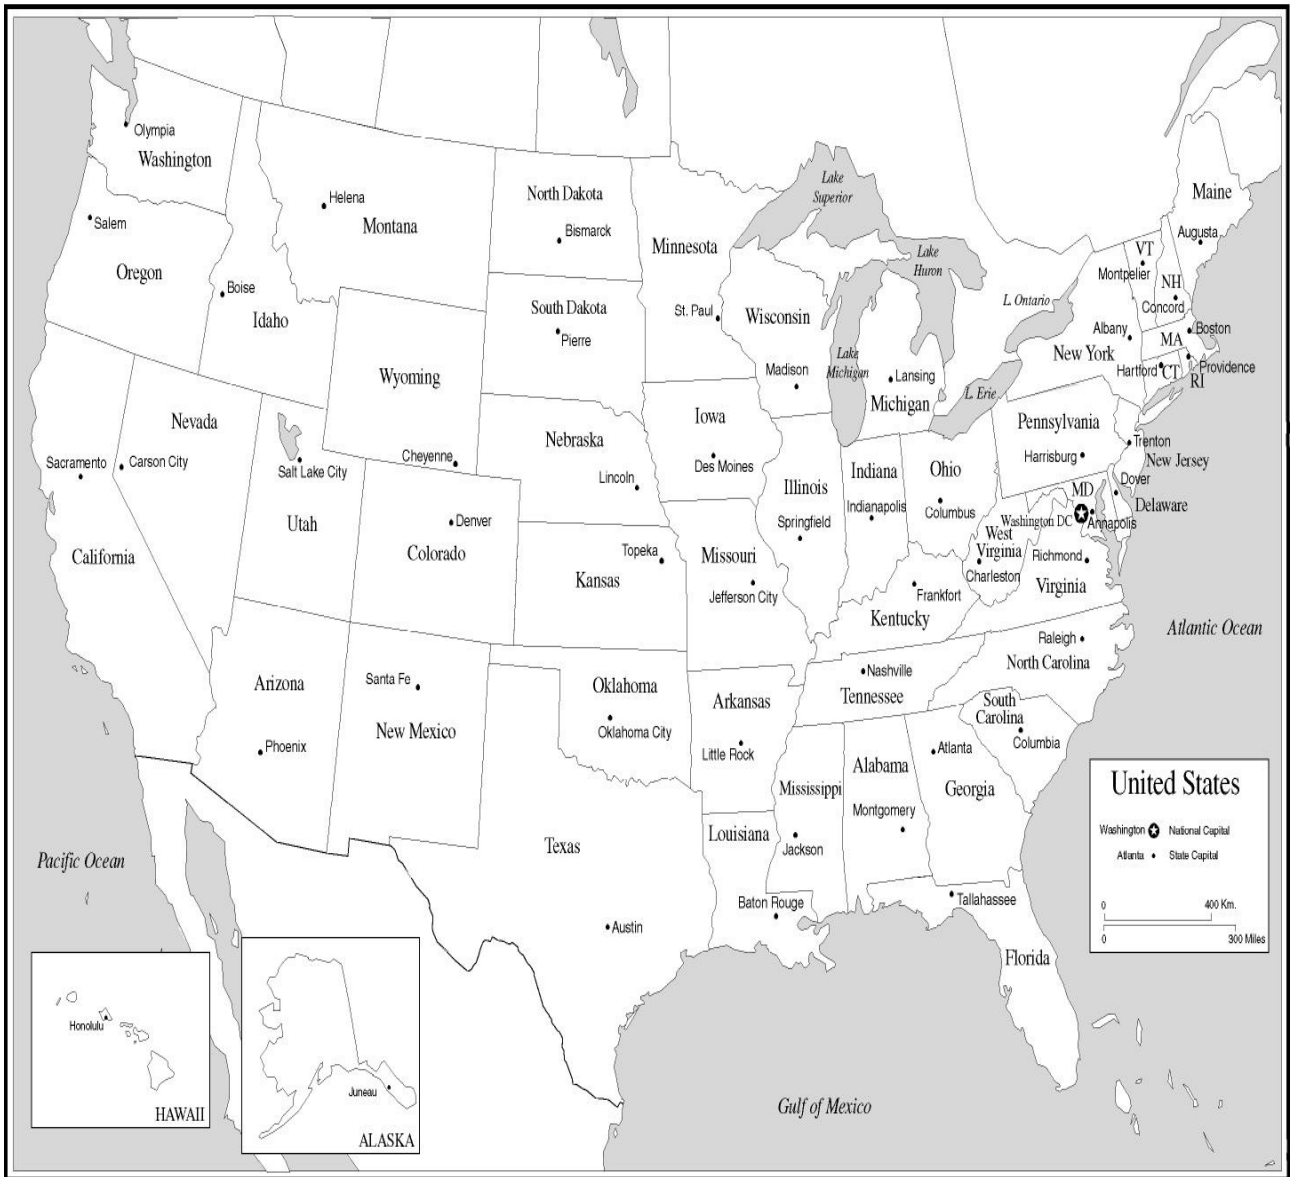 Olympia
Washington
Salem
Oregon
Helena
Montana
Boise
Idaho
North Dakota
Bismarck
South Dakota
Pierre
Minnesota
St. Paul
Lake
Superior
Wisconsin
Madison
Lake
Huron
Lake
Michigan
Lansing
Michigan
L. Ontario
L. Erie
Maine
Augusta
VT
Montpelier
NH
Concord
Albany
New York
Boston
MA
Hartford
CT
Providence
RI
Wyoming
Cheyenne
Nevada
Carson City
Sacramento
California
Salt Lake City
Utah
Denver
Colorado
Nebraska
Lincoln
Iowa
Des Moines
Illinois
Springfield
Indiana
Indianapolis
Ohio
Columbus
Pennsylvania
Harrisburg
Trenton
New Jersey
Dover
Delaware
MD
Annapolis
Washington DC
West
Virginia
Charleston
Richmond
Virginia
Topeka
Kansas
Missouri
Jefferson City
Frankfort
Kentucky
Atlantic Ocean
Raleigh
North Carolina
Nashville
Tennessee
Arizona
Phoenix
Santa Fe
New Mexico
Oklahoma
Oklahoma City
Arkansas
Little Rock
South
Carolina
Columbia
Atlanta
Georgia
Alabama
Montgomery
Mississippi
Jackson
Louisiana
Baton Rouge
Texas
Austin
Tallahassee
Florida
Pacific Ocean
Gulf of Mexico
Honolulu
HAWAII
Juneau
ALASKA
United States
Washington National Capital
Atlanta State Capital
0 400 Km.
0 300 Miles